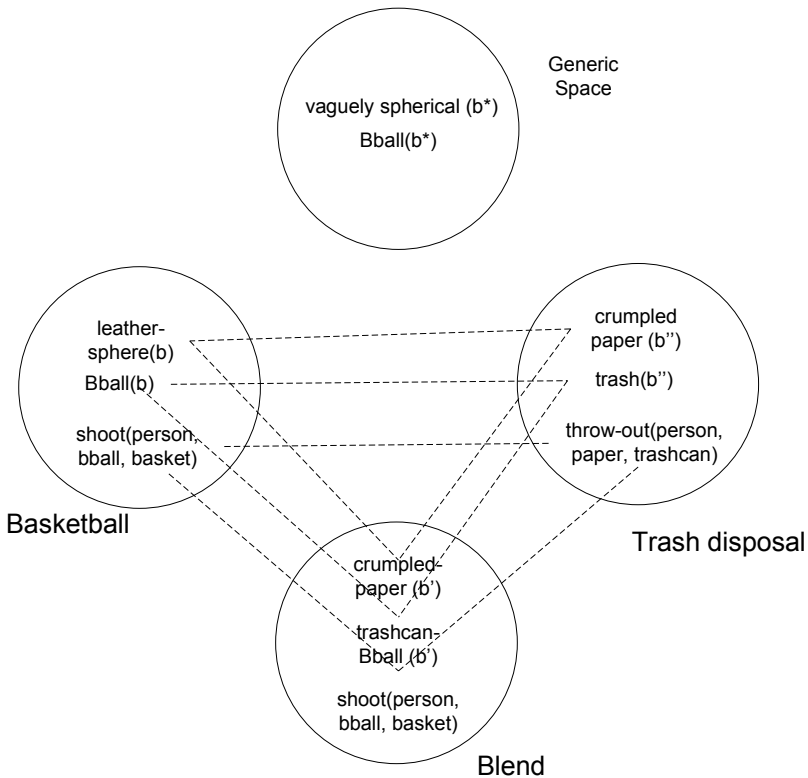 Generic
Space
vaguely spherical (b*)
Bball(b*)
leather-
sphere(b)
Bball(b)
shoot(person,
bball, basket)
Basketball
crumpled
paper (b'')
trash(b'')
throw-out(person,
paper, trashcan)
Trash disposal
crumpled-
paper (b')
trashcan-
Bball (b')
shoot(person,
bball, basket)
Blend